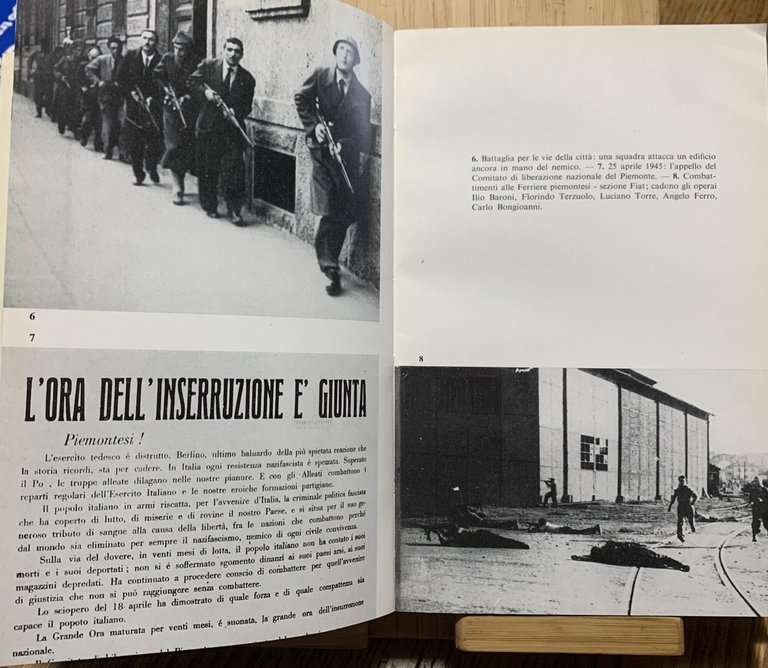 6
7
L'ORA DELL'INSERRUZIONE E' GIUNTA
Piemontesi !
L'esercito tedesco è distrutto. Berlino, ultimo baluardo della più spietata reazione che
la storia ricordi, sta per cadere. In Italia ogni resistenza nazifascista è spezzata. Superato
il Po , le truppe alleate dilagano nelle nostre pianure. E con gli Alleati combattono i
reparti regolari dell'Esercito Italiano e le nostre eroiche formazioni partigiane.
Il popolo italiano in armi riscatta, per l'avvenire d'Italia, la criminale politica fascista
che ha coperto di lutto, di miserie e di rovine il nostro Paese, e si situa per il suo ge-
neroso tributo di sangue alla causa della libertà, fra le nazioni che combattono perché
dal mondo sia eliminato per sempre il nazifascismo, nemico di ogni civile convivenza.
Sulla via del dovere, in venti mesi di lotta, il popolo italiano non ha contato i suoi
morti e i suoi deportati ; non si é soffermato sgomento dinanzi ai suoi paesi arsi, ai suoi
magazzini depredati. Ha continuato a procedere conscio di combattere per quell'avvenire
di giustizia che non si puó raggiungere senza combattere.
Lo sciopero del 18 aprile ha dimostrato di quale forza e di quale compattezza sia
capace il popoto italiano.
La Grande Ora maturata per venti mesi, é suonata, la grande ora dell'insurrezione
nazionale.
6. Battaglia per le vie della città: una squadra attacca un edificio
ancora in mano del nemico. — 7. 25 aprile 1945: l'appello del
Comitato di liberazione nazionale del Piemonte. — 8. Combat-
timenti alle Ferriere piemontesi - sezione Fiat; cadono gli operai
Ilio Baroni, Florindo Terzuolo, Luciano Torre, Angelo Ferro,
Carlo Bongioanni.
8